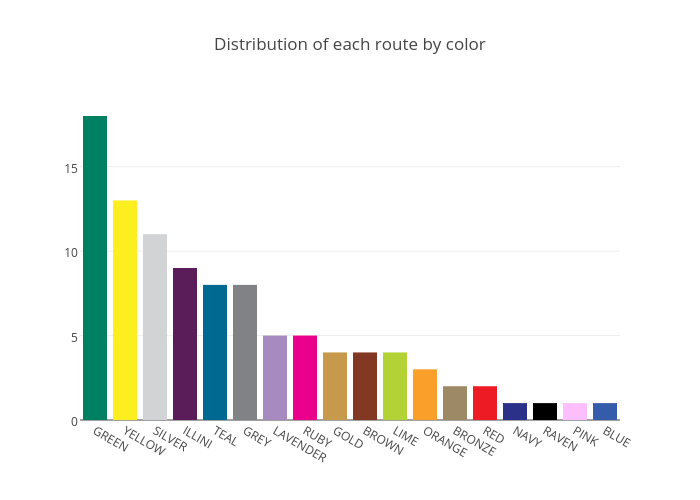 Distribution of each route by color
15
10
5
0
GREEN
YELLOW
SILVER
ILLINI
TEAL
GREY
LAVENDER
RUBY
GOLD
BROWN
LIME
ORANGE
BRONZE
RED
NAVY
RAVEN
PINK
BLUE